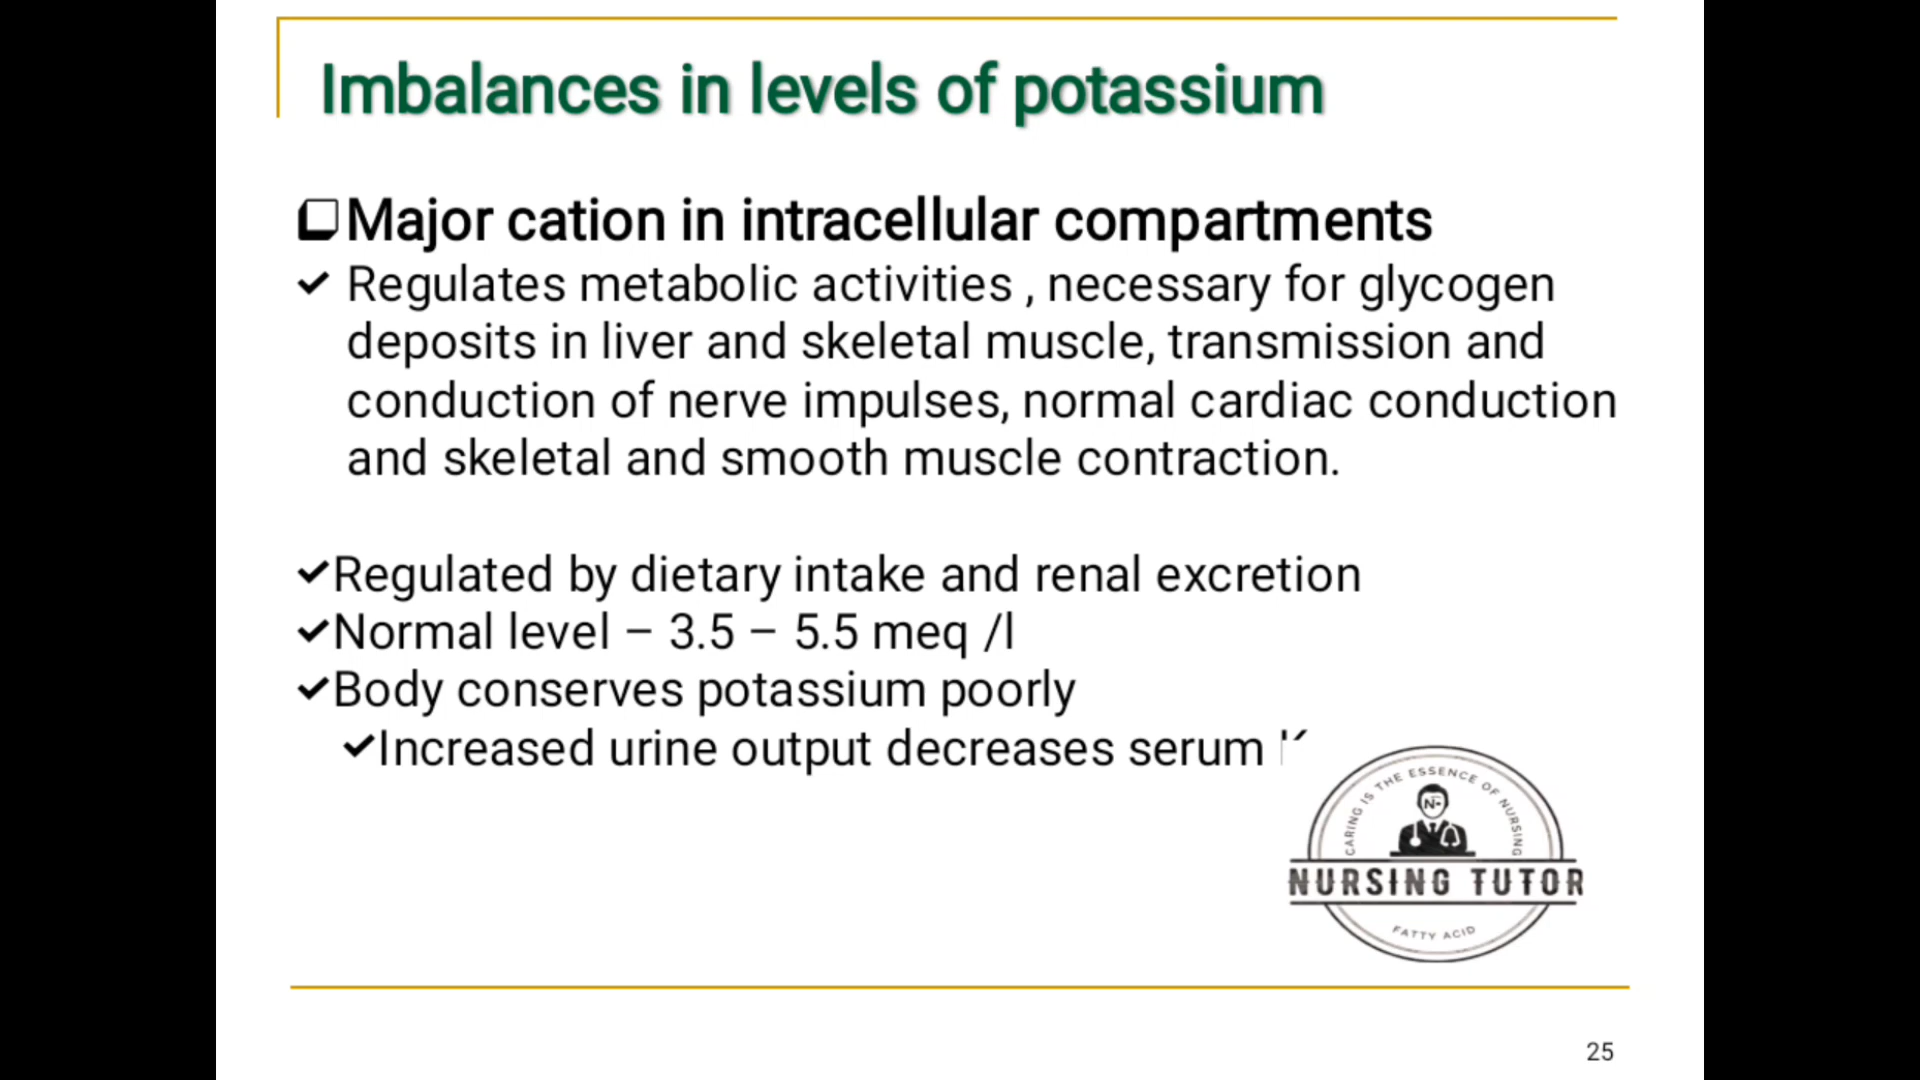 Imbalances in levels of potassium
Major cation in intracellular compartments
Regulates metabolic activities , necessary for glycogen
deposits in liver and skeletal muscle, transmission and
conduction of nerve impulses, normal cardiac conduction
and skeletal and smooth muscle contraction.
Regulated by dietary intake and renal excretion
Normal level – 3.5 – 5.5 meq /l
Body conserves potassium poorly
Increased urine output decreases serum
CARING IS THE ESSENCE OF NURSING
N
NURSING TUTOR
FATTY ACID
25